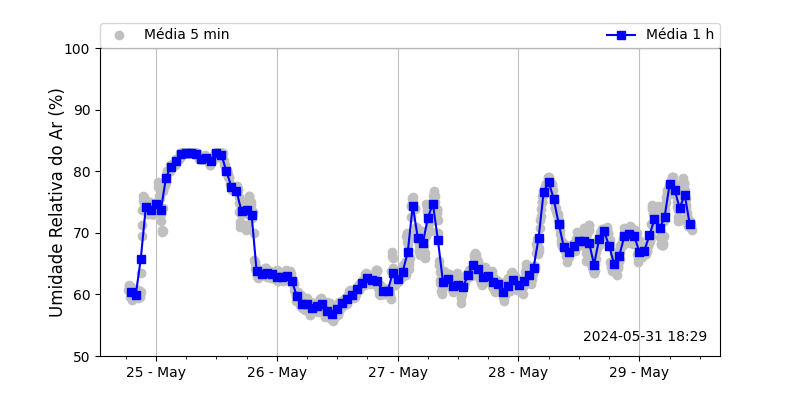 Média 5 min
Média 1 h
Umidade Relativa do Ar (%)
100
90
80
70
60
50
2024-05-31 18:29
25 - May
26 - May
27 - May
28 - May
29 - May